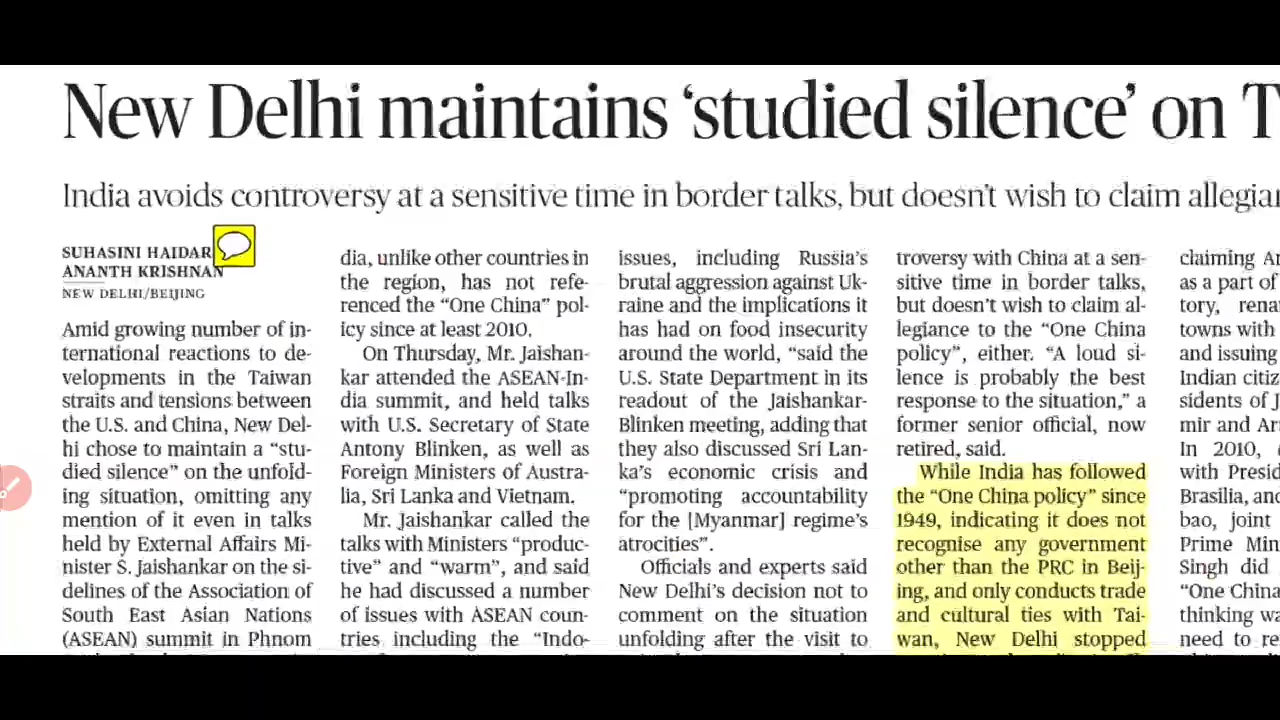 New Delhi maintains ‘studied silence’ on T
India avoids controversy at a sensitive time in border talks, but doesn’t wish to claim allegian
SUHASINI HAIDAR
ANANTH KRISHNAN
NEW DELHI/BEIJING
Amid growing number of in-
ternational reactions to de-
velopments in the Taiwan
straits and tensions between
the U.S. and China, New Del-
hi chose to maintain a “stu-
died silence” on the unfold-
ing situation, omitting any
mention of it even in talks
held by External Affairs Mi-
nister S. Jaishankar on the si-
delines of the Association of
South East Asian Nations
(ASEAN) summit in Phnom
dia, unlike other countries in
the region, has not refe-
renced the “One China” pol-
icy since at least 2010.
On Thursday, Mr. Jaishan-
kar attended the ASEAN-In-
dia summit, and held talks
with U.S. Secretary of State
Antony Blinken, as well as
Foreign Ministers of Austra-
lia, Sri Lanka and Vietnam.
Mr. Jaishankar called the
talks with Ministers “produc-
tive” and “warm”, and said
he had discussed a number
of issues with ASEAN coun-
tries including the “Indo-
issues, including Russia’s
brutal aggression against Uk-
raine and the implications it
has had on food insecurity
around the world, “said the
U.S. State Department in its
readout of the Jaishankar-
Blinken meeting, adding that
they also discussed Sri Lan-
ka’s economic crisis and
“promoting accountability
for the [Myanmar] regime’s
atrocities”.
Officials and experts said
New Delhi’s decision not to
comment on the situation
unfolding after the visit to
troversy with China at a sen-
sitive time in border talks,
but doesn’t wish to claim al-
legiance to the “One China
policy”, either. “A loud si-
lence is probably the best
response to the situation,” a
former senior official, now
retired, said.
While India has followed
the “One China policy” since
1949, indicating it does not
recognise any government
other than the PRC in Beij-
ing, and only conducts trade
and cultural ties with Tai-
wan, New Delhi stopped
claiming Ar
as a part of
tory, rena
towns with
and issuing
Indian citiz
sidents of J
mir and Ar
In 2010,
with Presid
Brasilia, and
bao, joint
Prime Min
Singh did
“One China
thinking wa
need to re